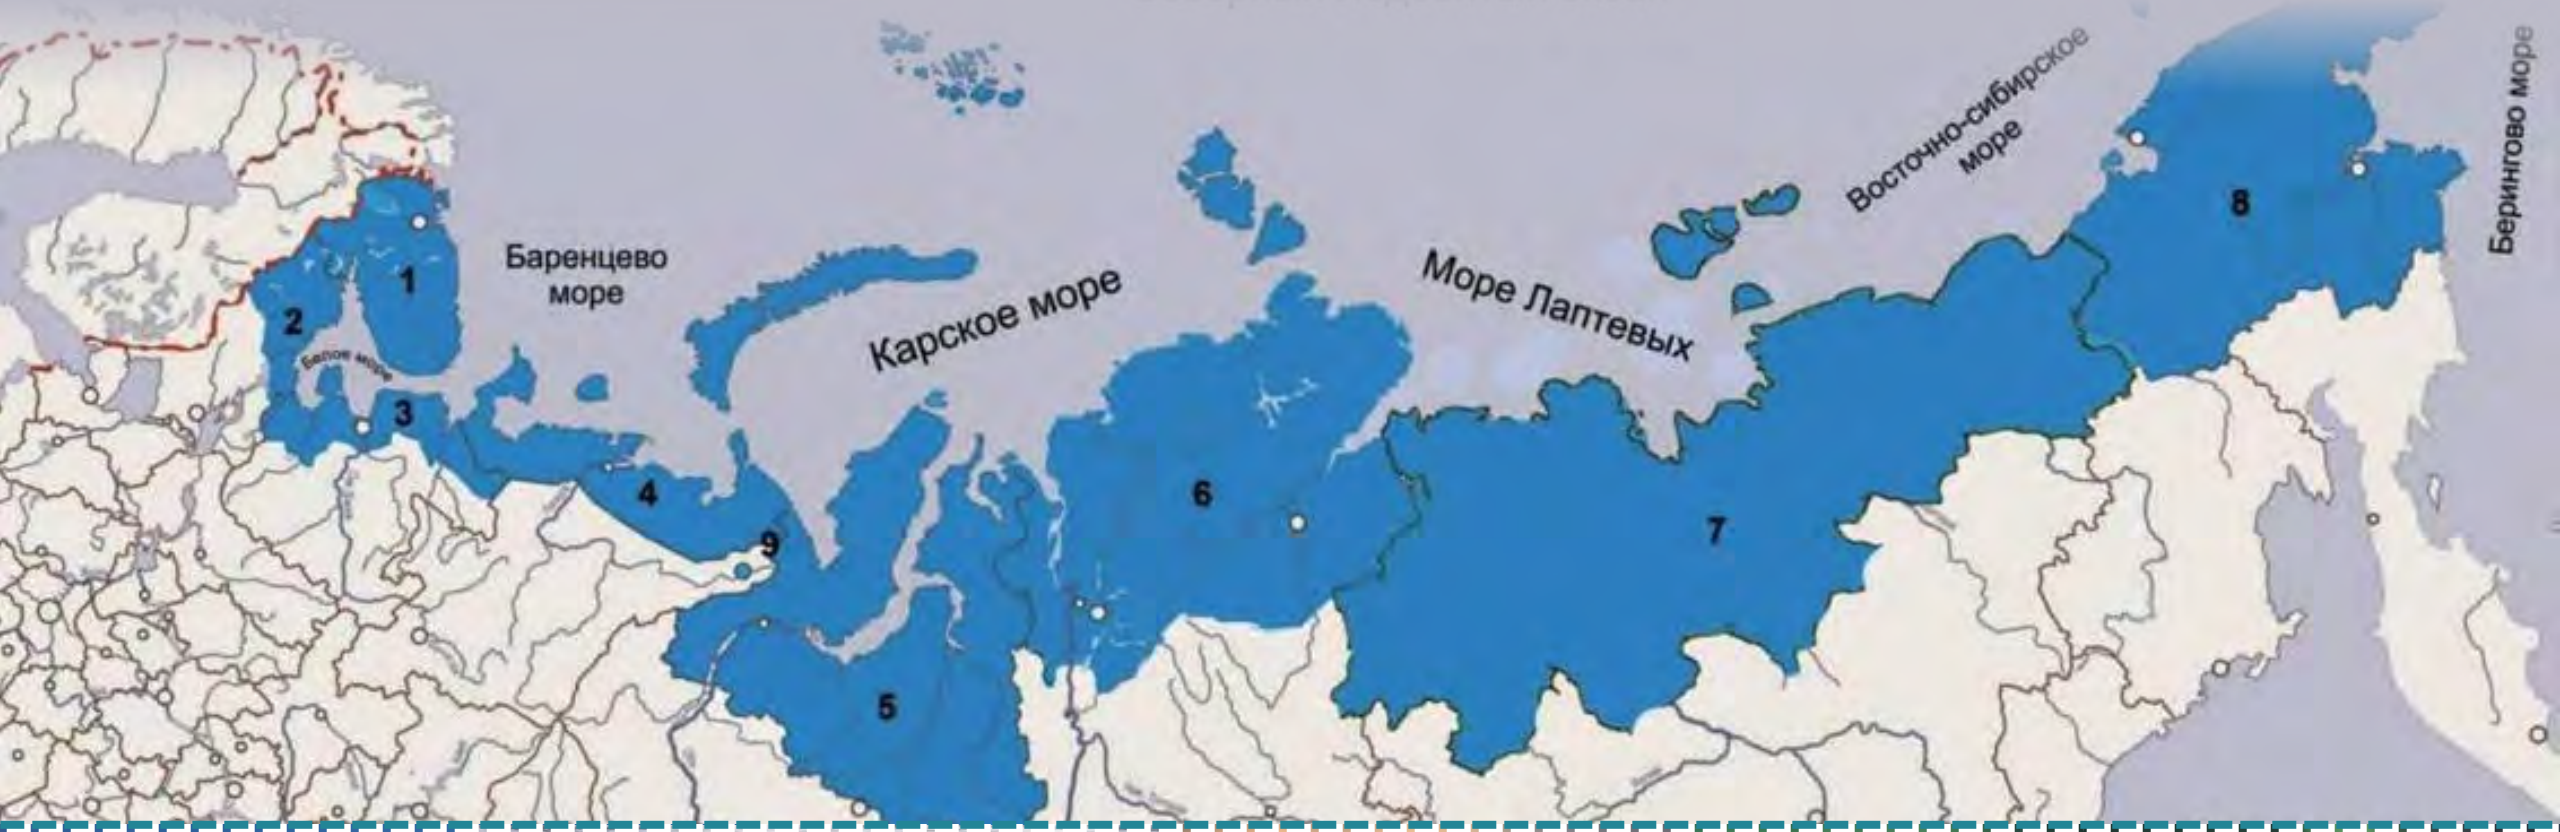 Восточно-сибирское
море
Берингово море
Баренцево
море
Карское море
Море Лаптевых
Белое море
1
2
3
4
5
6
7
8
9